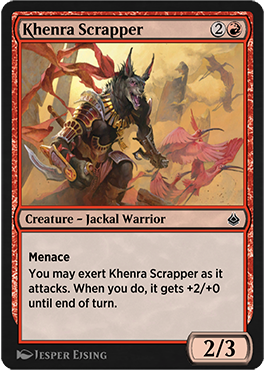 Khenra Scrapper 2
Creature – Jackal Warrior
Menace
You may exert Khenra Scrapper as it
attacks. When you do, it gets +2/+0
until end of turn.
2/3
Jesper Ejsing